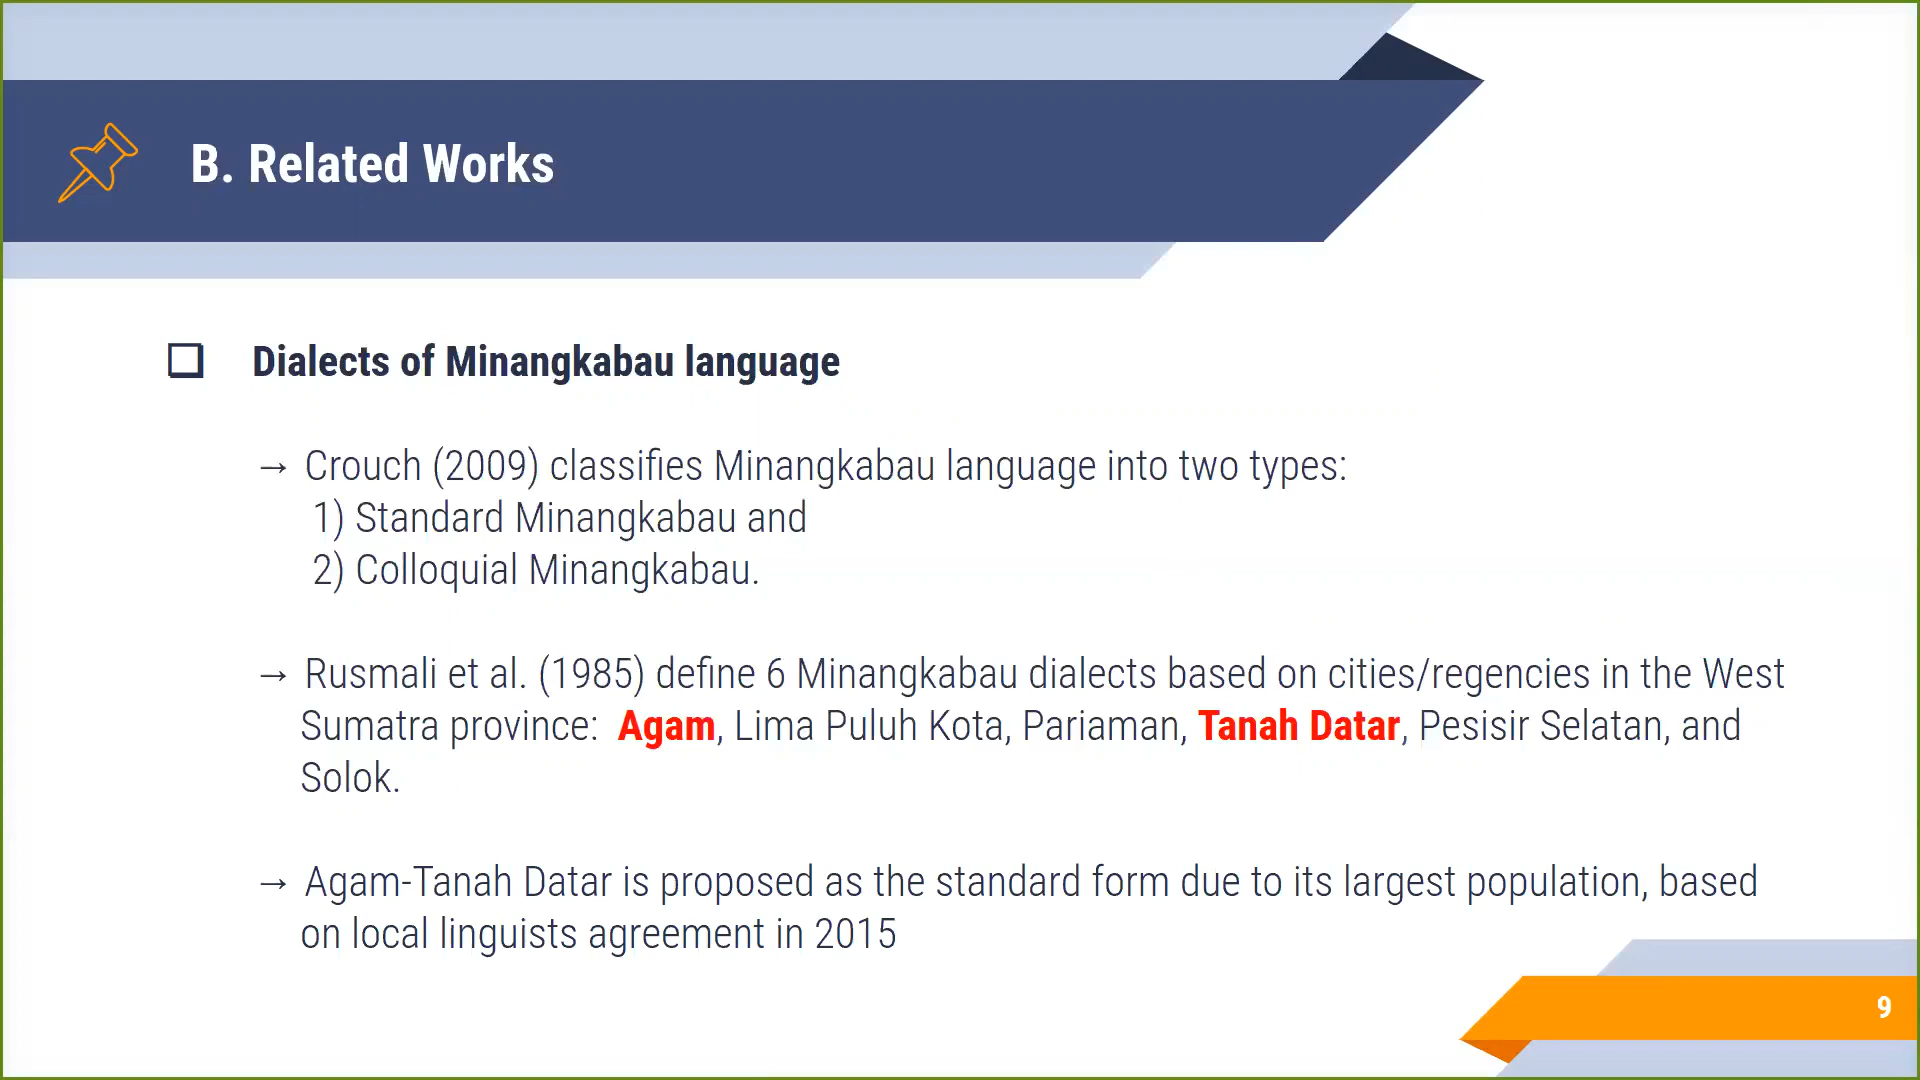 B. Related Works
❑ Dialects of Minangkabau language
→ Crouch (2009) classifies Minangkabau language into two types:
1) Standard Minangkabau and
2) Colloquial Minangkabau.
→ Rusmali et al. (1985) define 6 Minangkabau dialects based on cities/regencies in the West
Sumatra province: Agam, Lima Puluh Kota, Pariaman, Tanah Datar, Pesisir Selatan, and
Solok.
→ Agam-Tanah Datar is proposed as the standard form due to its largest population, based
on local linguists agreement in 2015
9